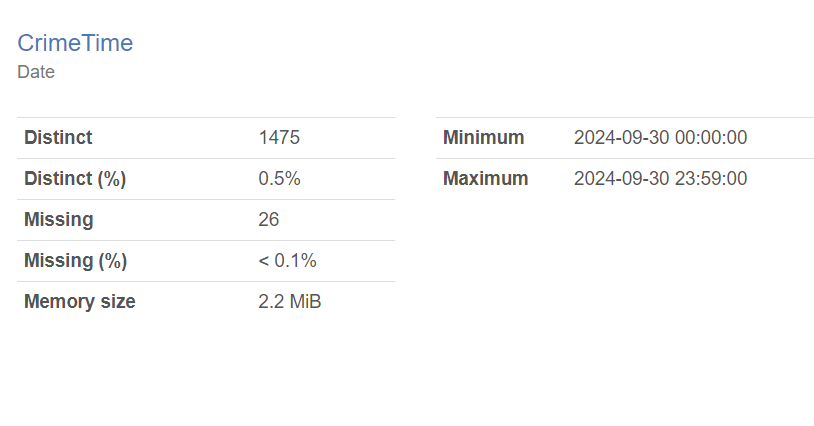 CrimeTime
Date
Distinct 1475
Distinct (%) 0.5%
Missing 26
Missing (%) < 0.1%
Memory size 2.2 MiB
Minimum 2024-09-30 00:00:00
Maximum 2024-09-30 23:59:00